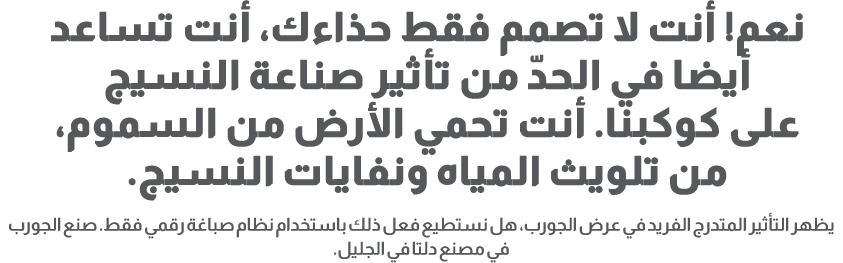 نعم! أنت لا تصمم فقط حذاءك، أنت تساعد
أيضا في الحدّ من تأثير صناعة النسيج
على كوكبنا. أنت تحمي الأرض من السموم،
من تلويث المياه ونفايات النسيج.
يظهر التأثير المتدرج الفريد في عرض الجورب، هل نستطيع فعل ذلك باستخدام نظام صباغة رقمي فقط. صنع الجورب
في مصنع دلتا في الجليل.